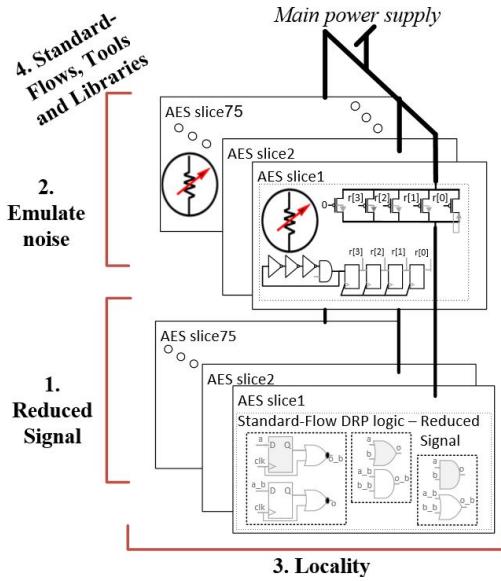 Main power supply
4. Standard-
Flows, Tools
and Libraries
AES slice75
AES slice2
AES slice1
2.
Emulate
noise
0
r[3]
r[2]
r[1]
r[0]
r[3]
r[2]
r[1]
r[0]
1.
Reduced
Signal
AES slice75
AES slice2
AES slice1
Standard-Flow DRP logic – Reduced
Signal
a
D
Q
clk
o_b
a_b
D
Q
clk
o
a
b
o
a_b
b_b
o_b
a
b
o
a_b
b_b
o_b
3. Locality